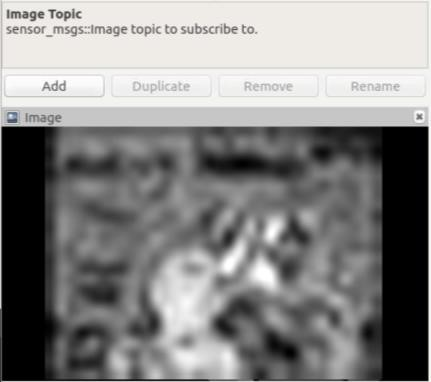 Image Topic
sensor_msgs::Image topic to subscribe to.
Add
Duplicate
Remove
Rename
Image